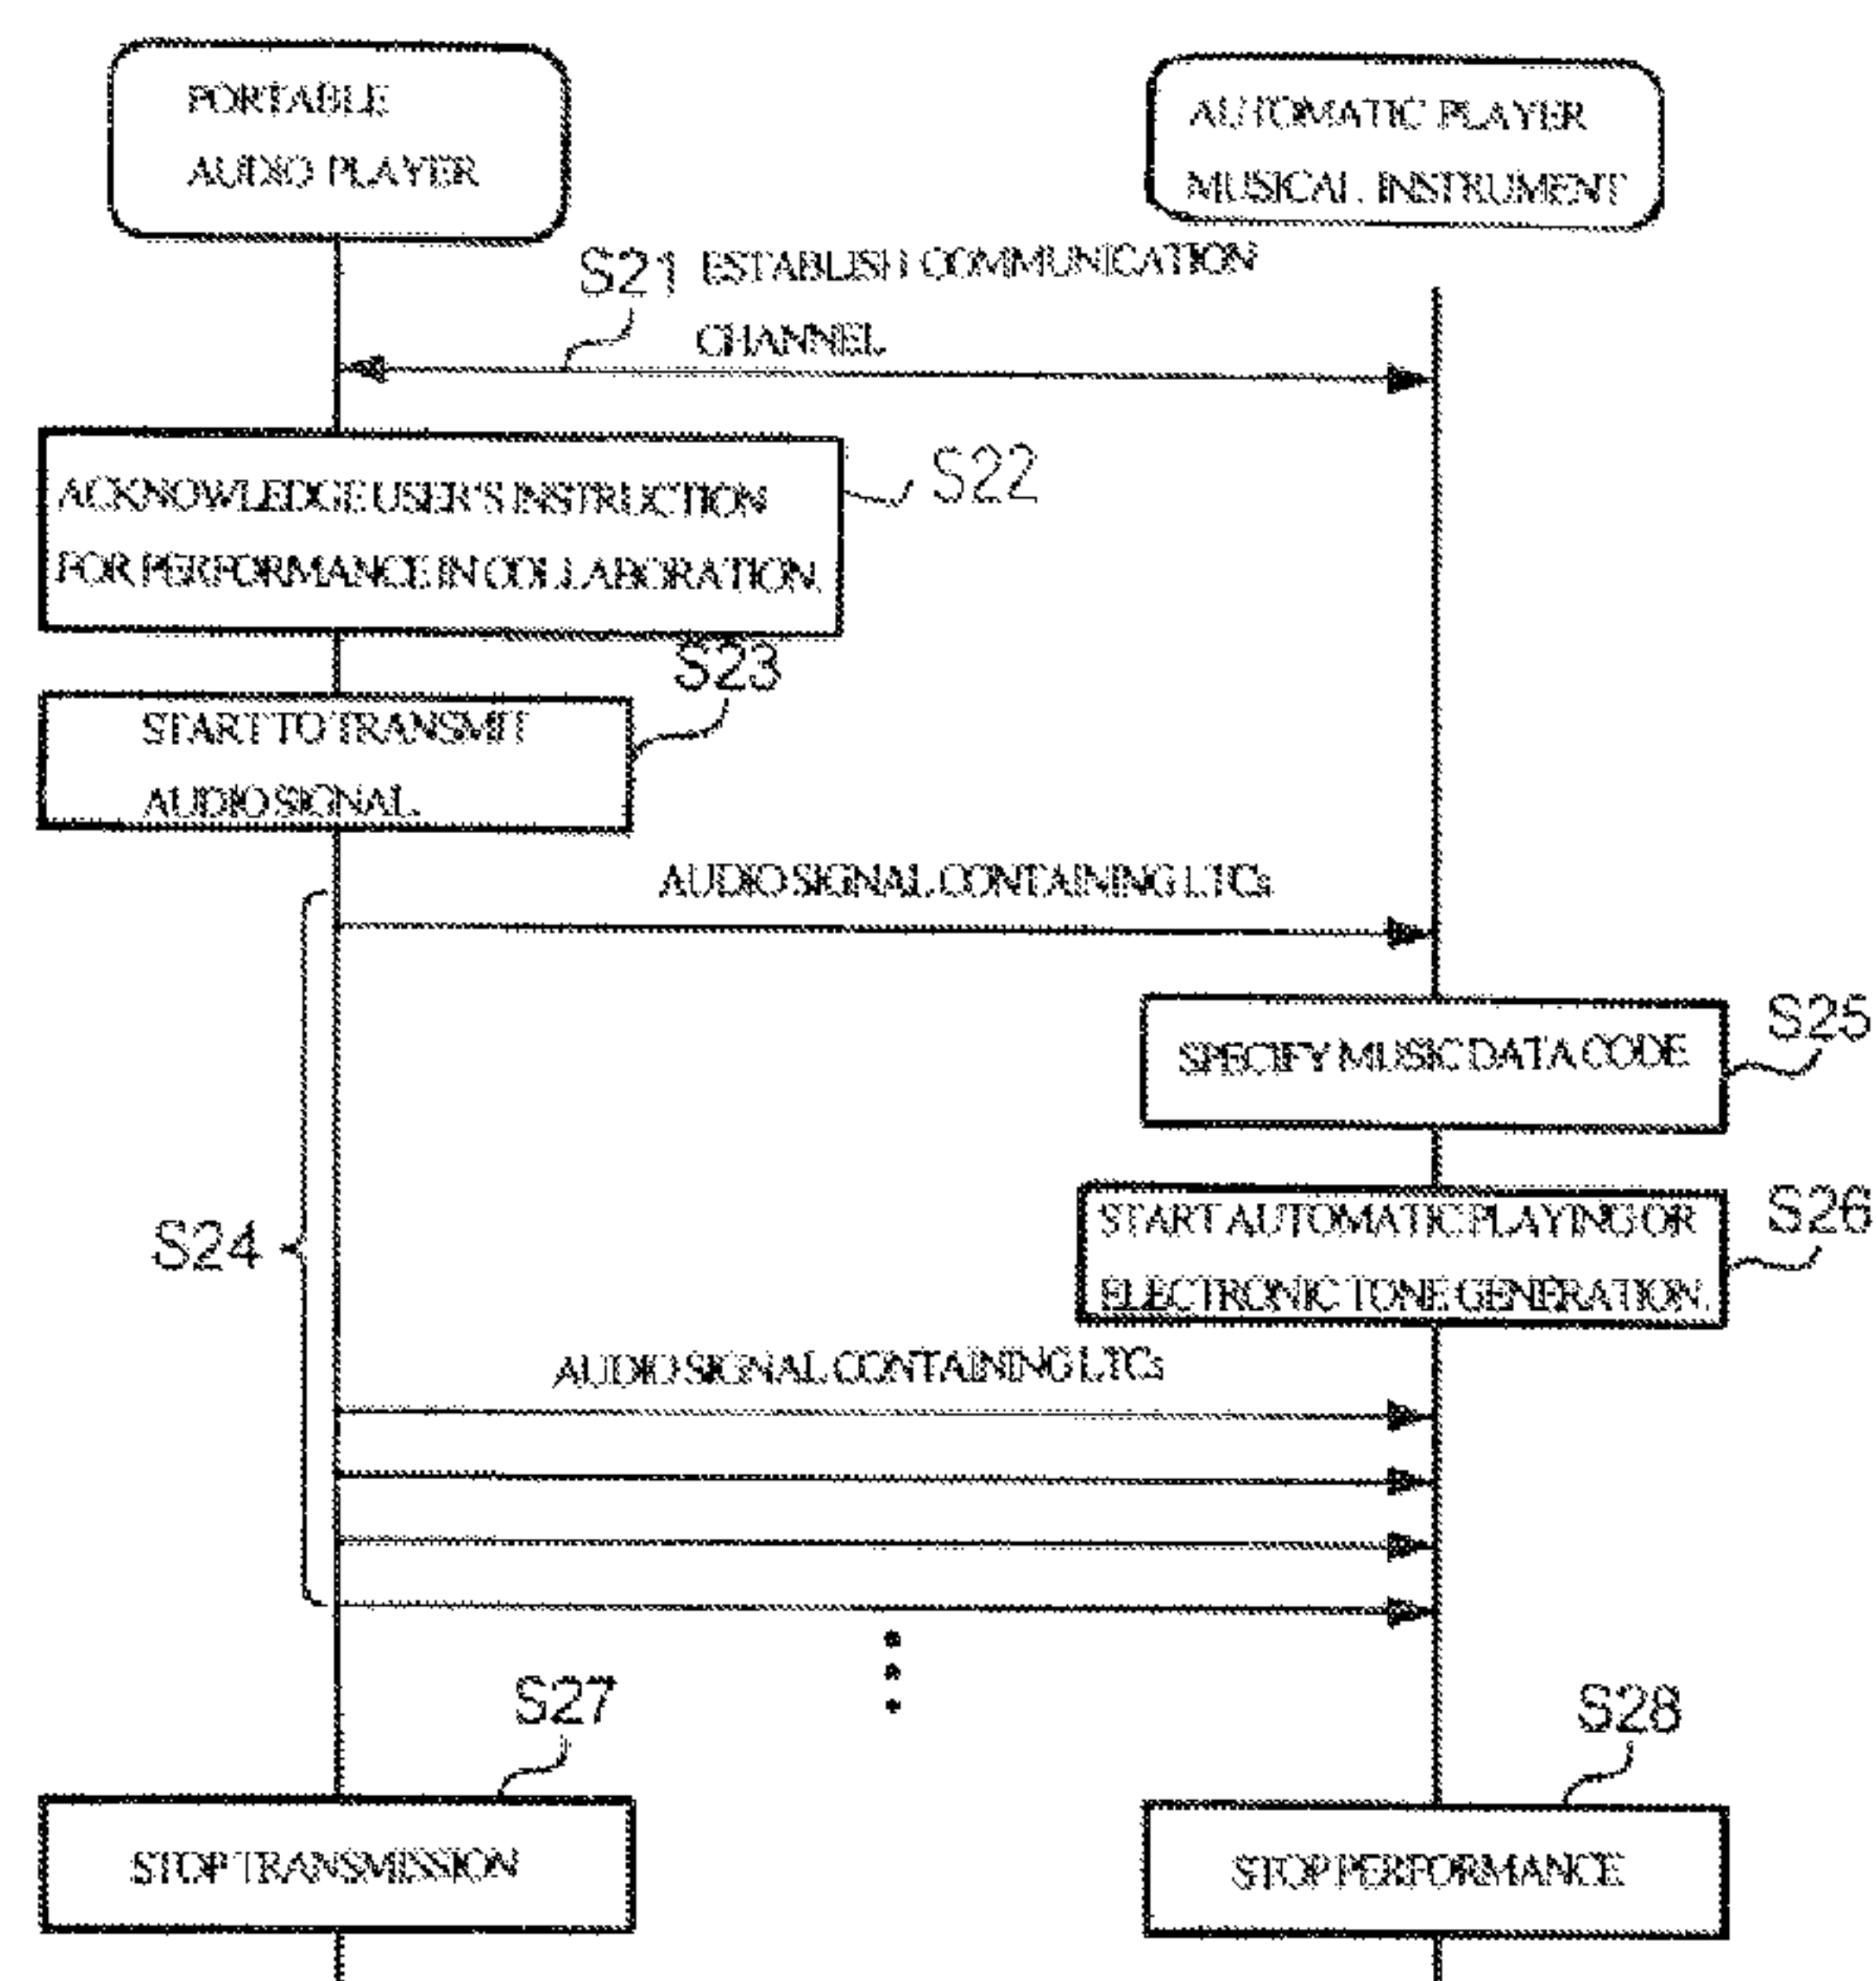 PORTABLE
AUDIO PLAYER
AUTOMATIC PLAYER
MUSICAL INSTRUMENT
S21 ESTABLISH COMMUNICATION
CHANNEL
ACKNOWLEDGE USER'S INSTRUCTION
FOR PERFORMANCE IN COLLABORATION.
S22
S23
START TO TRANSMIT
AUDIO SIGNAL.
AUDIO SIGNAL CONTAINING LTCs
S25
SPECIFY MUSIC DATA CODE
S26
START AUTOMATIC PLAYING OR
ELECTRONIC TONE GENERATION.
S24
AUDIO SIGNAL CONTAINING LTCs
S27
S28
STOP TRANSMISSION
STOP PERFORMANCE